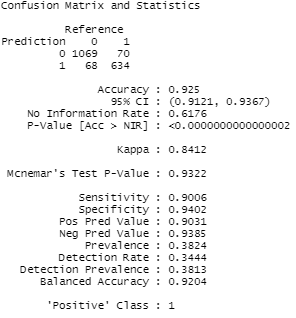 Confusion Matrix and Statistics
Reference
Prediction 0 1
0 1069 70
1 68 634
Accuracy : 0.925
95% CI : (0.9121, 0.9367)
No Information Rate : 0.6176
P-Value [Acc > NIR] : <0.0000000000000002
Kappa : 0.8412
Mcnemar's Test P-Value : 0.9322
Sensitivity : 0.9006
Specificity : 0.9402
Pos Pred Value : 0.9031
Neg Pred Value : 0.9385
Prevalence : 0.3824
Detection Rate : 0.3444
Detection Prevalence : 0.3813
Balanced Accuracy : 0.9204
'Positive' Class : 1